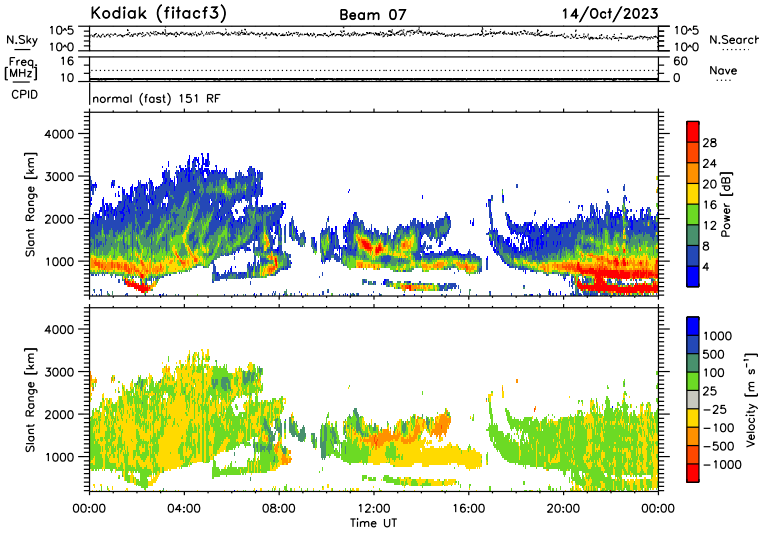 Kodiak (fitacf3) Beam 07 14/Oct/2023
N.Sky 10^5 10^0 10^5 10^0 N.Search
Freq. [MHz] 16 10 60 0 Nave
CPID normal (fast) 151 RF
Slant Range [km] 4000 3000 2000 1000
Power [dB] 28 24 20 16 12 8 4
Slant Range [km] 4000 3000 2000 1000
Velocity [m s⁻¹] 1000 500 100 25 −25 −100 −500 −1000
00:00 04:00 08:00 12:00 16:00 20:00 00:00
Time UT